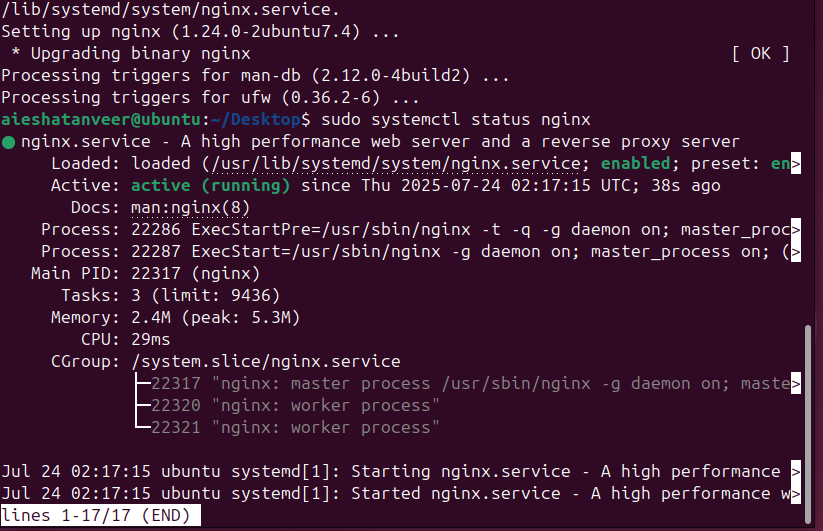 /lib/systemd/system/nginx.service.
Setting up nginx (1.24.0-2ubuntu7.4) ...
 * Upgrading binary nginx                                                [ OK ]
Processing triggers for man-db (2.12.0-4build2) ...
Processing triggers for ufw (0.36.2-6) ...
aieshatanveer@ubuntu:~/Desktop$ sudo systemctl status nginx
● nginx.service - A high performance web server and a reverse proxy server
     Loaded: loaded (/usr/lib/systemd/system/nginx.service; enabled; preset: en>
     Active: active (running) since Thu 2025-07-24 02:17:15 UTC; 38s ago
       Docs: man:nginx(8)
    Process: 22286 ExecStartPre=/usr/sbin/nginx -t -q -g daemon on; master_proc>
    Process: 22287 ExecStart=/usr/sbin/nginx -g daemon on; master_process on; (>
   Main PID: 22317 (nginx)
      Tasks: 3 (limit: 9436)
     Memory: 2.4M (peak: 5.3M)
        CPU: 29ms
     CGroup: /system.slice/nginx.service
             ├─22317 "nginx: master process /usr/sbin/nginx -g daemon on; maste>
             ├─22320 "nginx: worker process"
             └─22321 "nginx: worker process"

Jul 24 02:17:15 ubuntu systemd[1]: Starting nginx.service - A high performance >
Jul 24 02:17:15 ubuntu systemd[1]: Started nginx.service - A high performance w>
lines 1-17/17 (END)